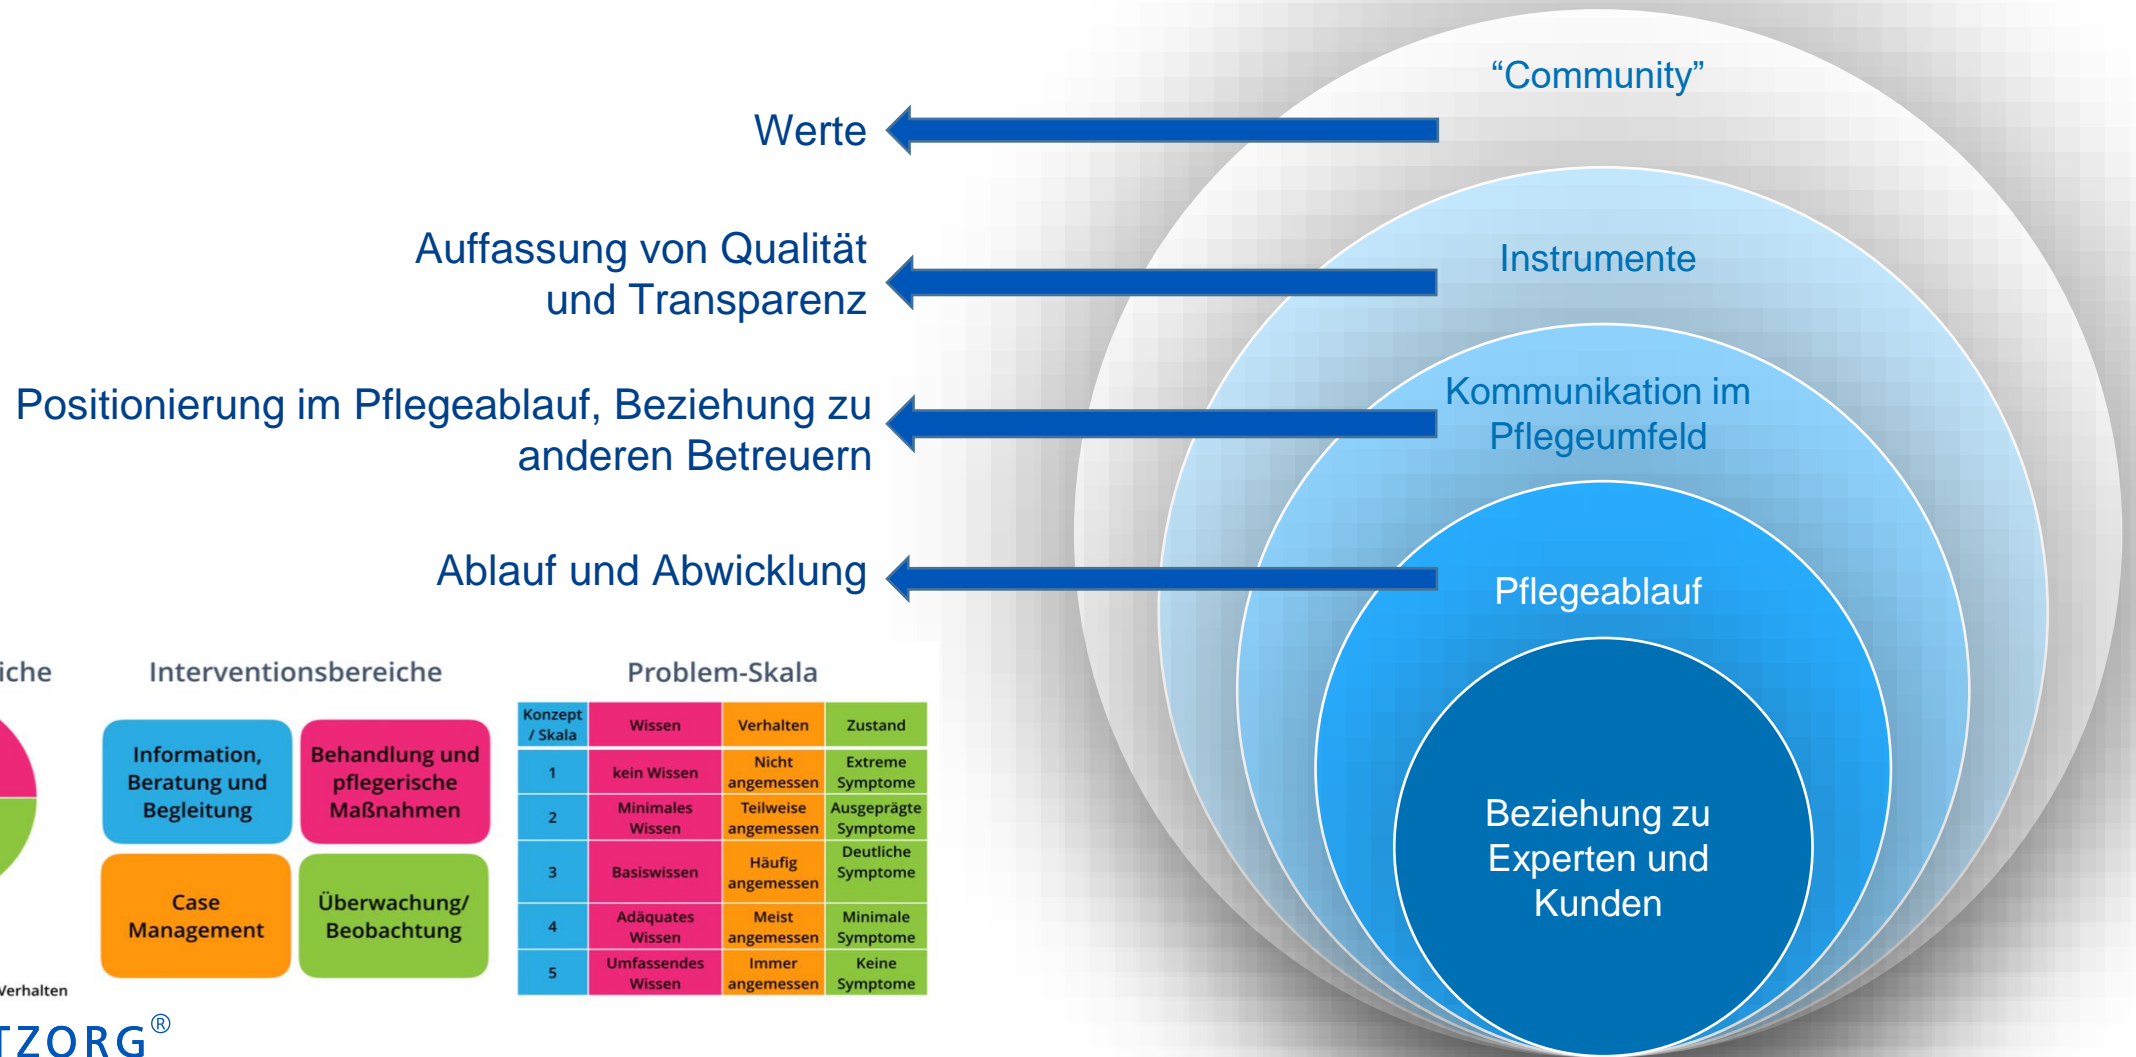 “Community”
Werte
Auffassung von Qualität
und Transparenz
Instrumente
Positionierung im Pflegeablauf, Beziehung zu
anderen Betreuern
Kommunikation im
Pflegeumfeld
Ablauf und Abwicklung
Pflegeablauf
Beziehung zu
Experten und
Kunden
iche
Verhalten
Interventionsbereiche
Information,
Beratung und
Begleitung
Behandlung und
pflegerische
Maßnahmen
Case
Management
Überwachung/
Beobachtung
Problem-Skala
Konzept
/ Skala
Wissen
Verhalten
Zustand
1
kein Wissen
Nicht
angemessen
Extreme
Symptome
2
Minimales
Wissen
Teilweise
angemessen
Ausgeprägte
Symptome
3
Basiswissen
Häufig
angemessen
Deutliche
Symptome
4
Adäquates
Wissen
Meist
angemessen
Minimale
Symptome
5
Umfassendes
Wissen
Immer
angemessen
Keine
Symptome
TZORG®